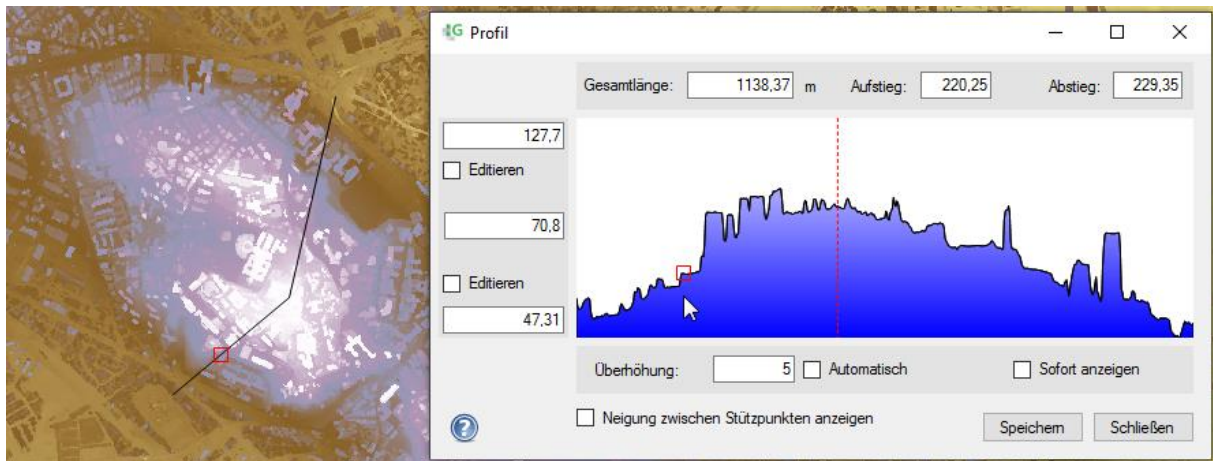 Profil
Gesamtlänge: 1138,37 m Aufstieg: 220,25 Abstieg: 229,35
127,7
Editieren
70,8
Editieren
47,31
Überhöhung: 5 Automatisch Sofort anzeigen
Neigung zwischen Stützpunkten anzeigen
Speichern Schließen